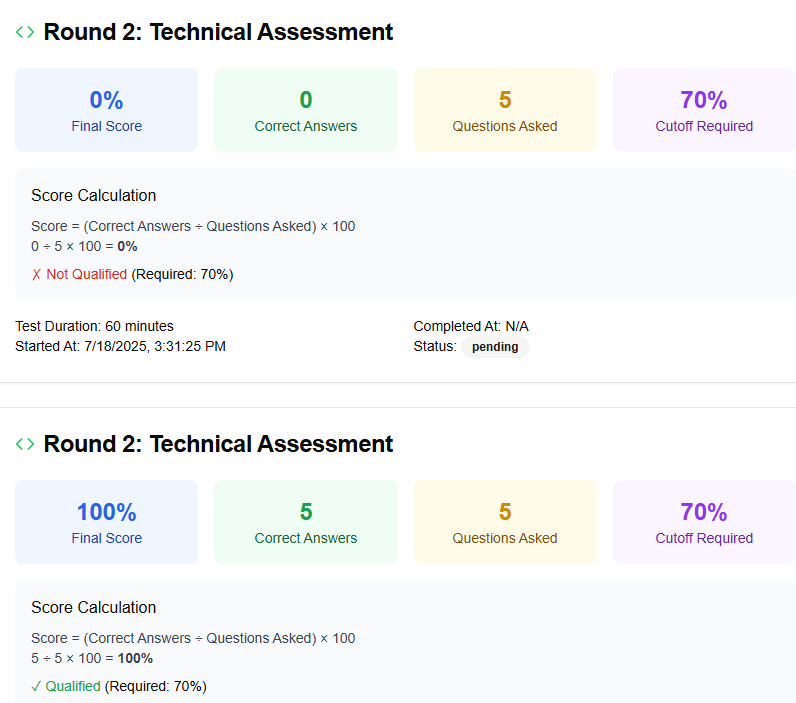 Round 2: Technical Assessment
0% 0 5 70%
Final Score Correct Answers Questions Asked Cutoff Required
Score Calculation
Score = (Correct Answers ÷ Questions Asked) × 100
0 ÷ 5 × 100 = 0%
✗ Not Qualified (Required: 70%)
Test Duration: 60 minutes Completed At: N/A
Started At: 7/18/2025, 3:31:25 PM Status: pending
Round 2: Technical Assessment
100% 5 5 70%
Final Score Correct Answers Questions Asked Cutoff Required
Score Calculation
Score = (Correct Answers ÷ Questions Asked) × 100
5 ÷ 5 × 100 = 100%
✓ Qualified (Required: 70%)